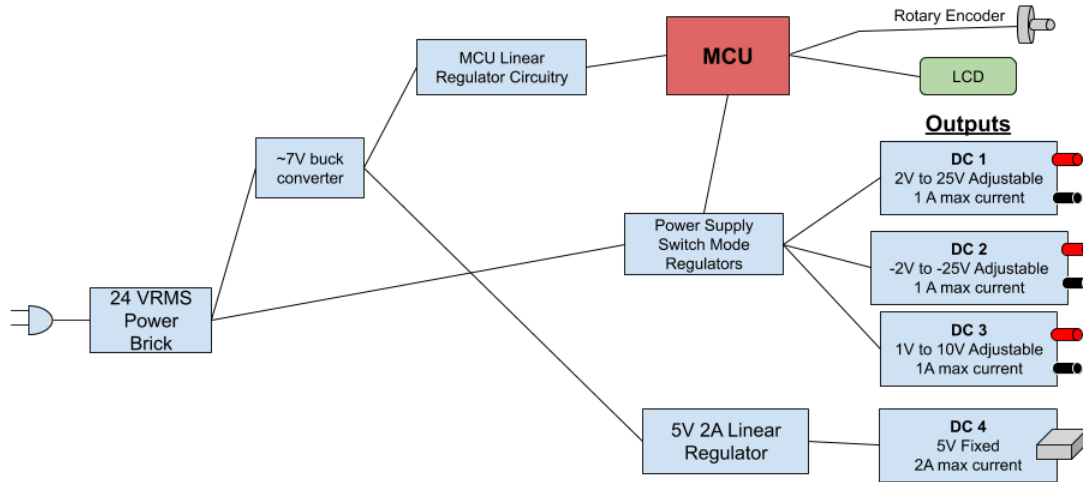 Rotary Encoder
MCU Linear
Regulator Circuitry
MCU
LCD
Outputs
~7V buck
converter
DC 1
2V to 25V Adjustable
1 A max current
Power Supply
Switch Mode
Regulators
DC 2
-2V to -25V Adjustable
1 A max current
24 VRMS
Power
Brick
DC 3
1V to 10V Adjustable
1A max current
5V 2A Linear
Regulator
DC 4
5V Fixed
2A max current